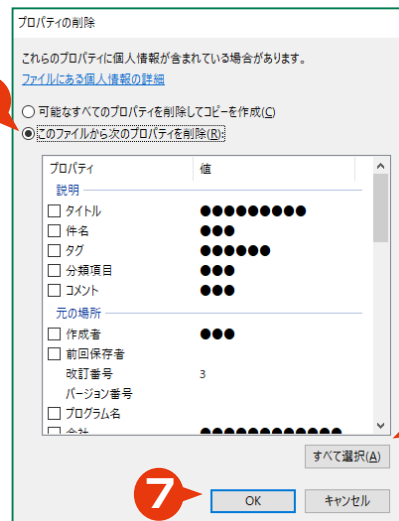 プロパティの削除
これらのプロパティに個人情報が含まれている場合があります。
ファイルにある個人情報の詳細
可能なすべてのプロパティを削除してコピーを作成(C)
このファイルから次のプロパティを削除(R):
プロパティ 値
説明
タイトル ●●●●●●●●●
件名 ●●●
タグ ●●●●●●
分類項目 ●●●
コメント ●●●
元の場所
作成者 ●●●
前回保存者
改訂番号 3
バージョン番号
プログラム名
会社 ●●●●●●●●●●●●
すべて選択(A)
7 OK キャンセル